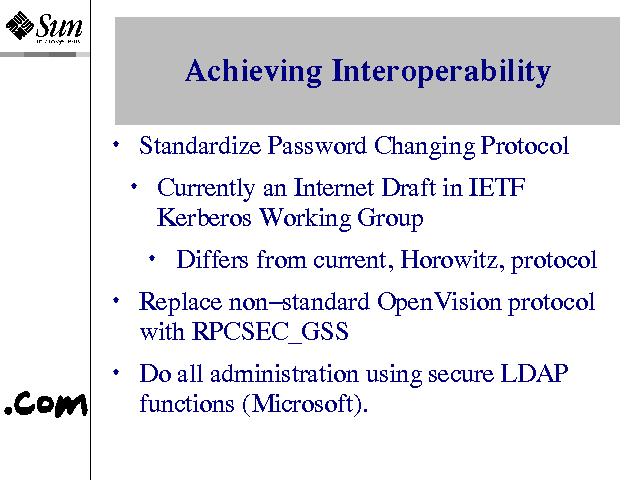 Sun
microsystems
Achieving Interoperability
• Standardize Password Changing Protocol
• Currently an Internet Draft in IETF
Kerberos Working Group
• Differs from current, Horowitz, protocol
• Replace non–standard OpenVision protocol
with RPCSEC_GSS
• Do all administration using secure LDAP
functions (Microsoft).
.com